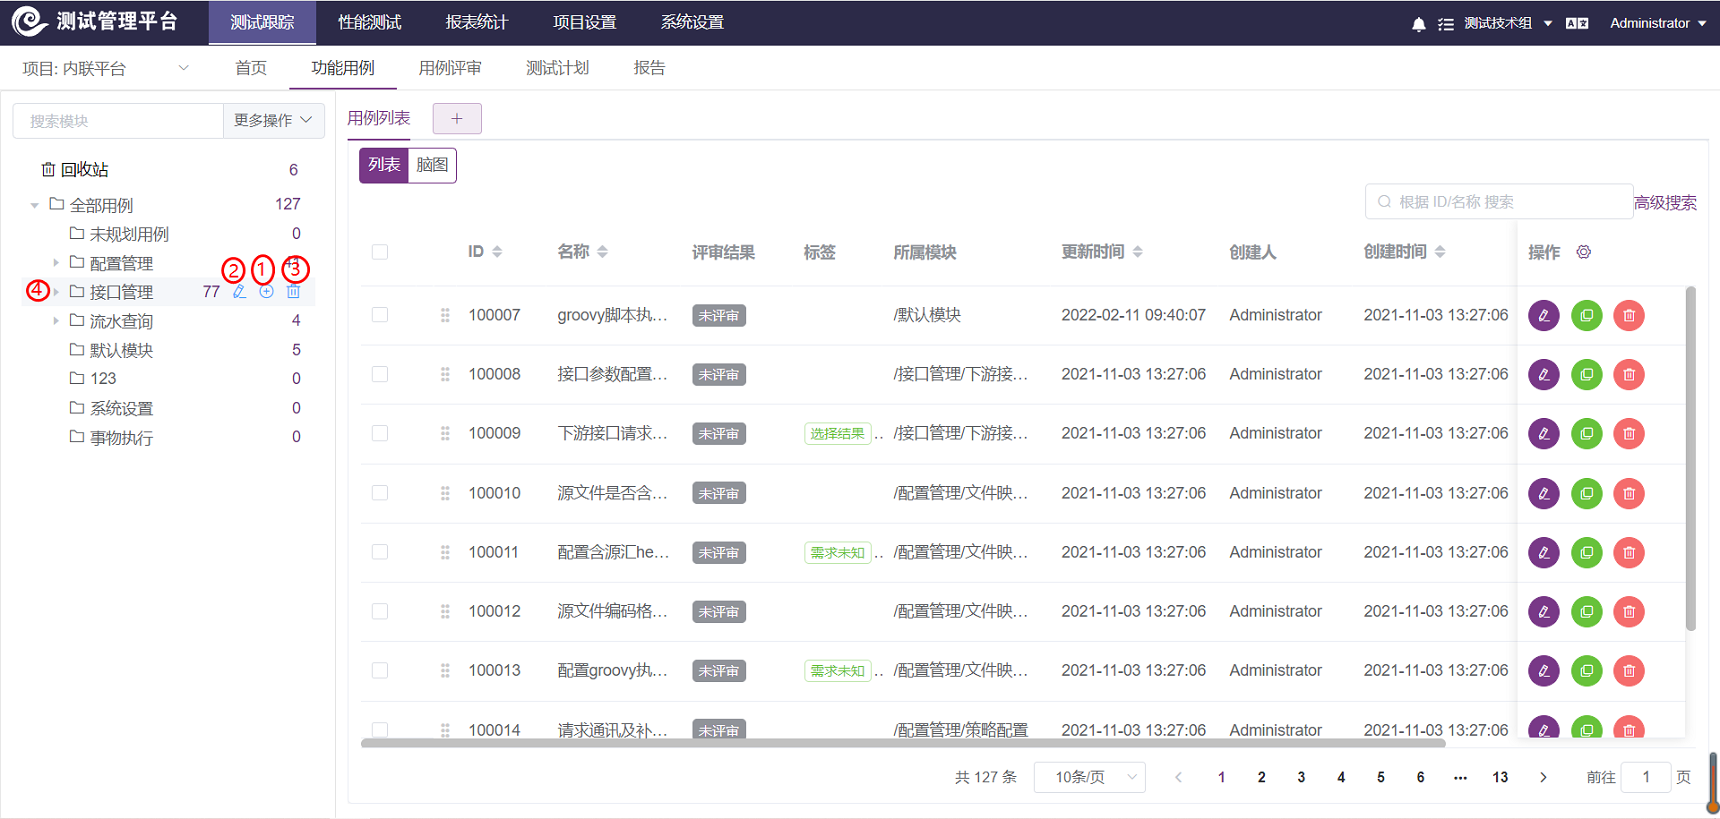 测试管理平台 测试跟踪 性能测试 报表统计 项目设置 系统设置 测试技术组 Administrator
项目: 内联平台 首页 功能用例 用例评审 测试计划 报告
搜索模块 更多操作 用例列表 +
列表 脑图
回收站 6
全部用例 127
未规划用例 0
配置管理
② ① ③
④ 接口管理 77
流水查询 4
默认模块 5
123 0
系统设置 0
事物执行 0
根据 ID/名称 搜索 高级搜索
ID 名称 评审结果 标签 所属模块 更新时间 创建人 创建时间 操作
100007 groovy脚本执... 未评审 /默认模块 2022-02-11 09:40:07 Administrator 2021-11-03 13:27:06
100008 接口参数配置... 未评审 /接口管理/下游接... 2021-11-03 13:27:06 Administrator 2021-11-03 13:27:06
100009 下游接口请求... 未评审 选择结果 .. /接口管理/下游接... 2021-11-03 13:27:06 Administrator 2021-11-03 13:27:06
100010 源文件是否含... 未评审 /配置管理/文件映... 2021-11-03 13:27:06 Administrator 2021-11-03 13:27:06
100011 配置含源汇he... 未评审 需求未知 .. /配置管理/文件映... 2021-11-03 13:27:06 Administrator 2021-11-03 13:27:06
100012 源文件编码格... 未评审 /配置管理/文件映... 2021-11-03 13:27:06 Administrator 2021-11-03 13:27:06
100013 配置groovy执... 未评审 需求未知 .. /配置管理/文件映... 2021-11-03 13:27:06 Administrator 2021-11-03 13:27:06
100014 请求通讯及补... 未评审 /配置管理/策略配置 2021-11-03 13:27:06 Administrator 2021-11-03 13:27:06
共 127 条 10条/页 1 2 3 4 5 6 ... 13 前往 1 页